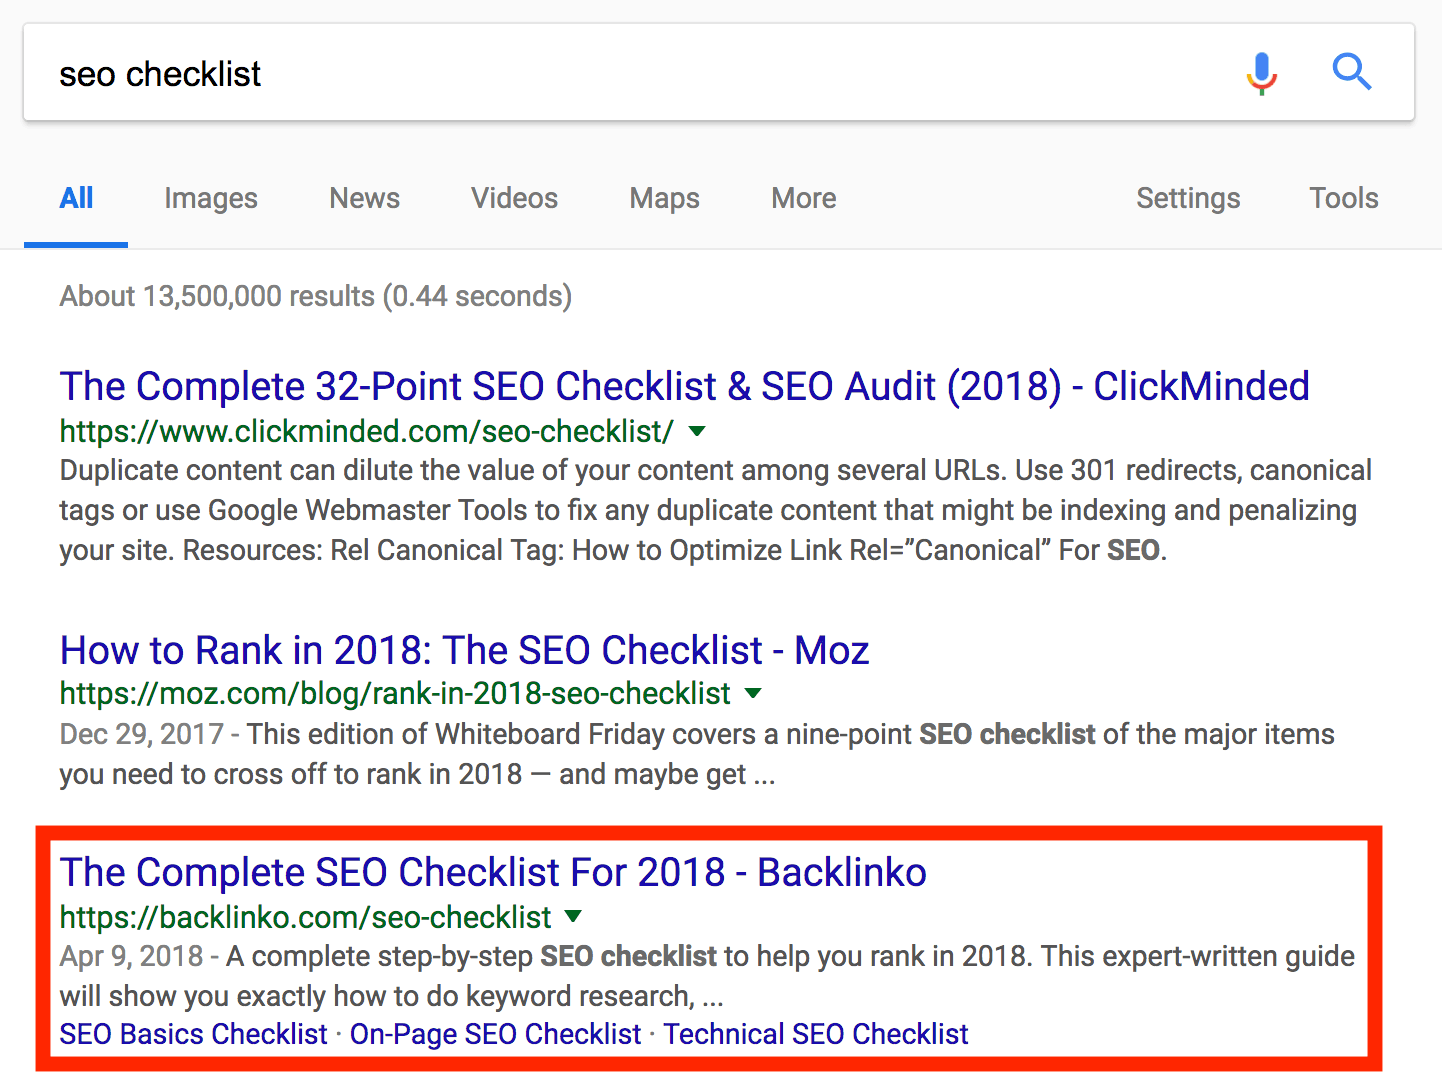 seo checklist
All Images News Videos Maps More Settings Tools
About 13,500,000 results (0.44 seconds)
The Complete 32-Point SEO Checklist & SEO Audit (2018) - ClickMinded
https://www.clickminded.com/seo-checklist/
Duplicate content can dilute the value of your content among several URLs. Use 301 redirects, canonical
tags or use Google Webmaster Tools to fix any duplicate content that might be indexing and penalizing
your site. Resources: Rel Canonical Tag: How to Optimize Link Rel=”Canonical” For SEO.
How to Rank in 2018: The SEO Checklist - Moz
https://moz.com/blog/rank-in-2018-seo-checklist
Dec 29, 2017 - This edition of Whiteboard Friday covers a nine-point SEO checklist of the major items
you need to cross off to rank in 2018 — and maybe get ...
The Complete SEO Checklist For 2018 - Backlinko
https://backlinko.com/seo-checklist
Apr 9, 2018 - A complete step-by-step SEO checklist to help you rank in 2018. This expert-written guide
will show you exactly how to do keyword research, ...
SEO Basics Checklist · On-Page SEO Checklist · Technical SEO Checklist